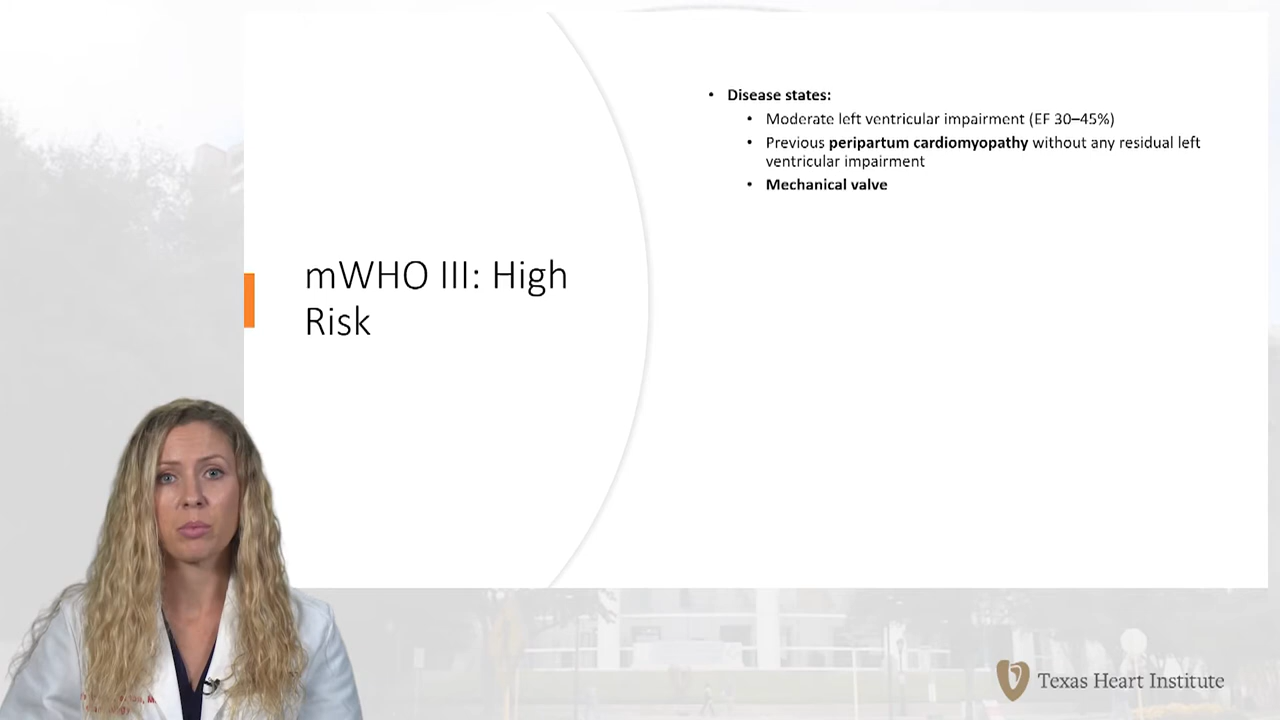 • Disease states:
• Moderate left ventricular impairment (EF 30–45%)
• Previous peripartum cardiomyopathy without any residual left
ventricular impairment
• Mechanical valve
mWHO III: High
Risk
Texas Heart Institute